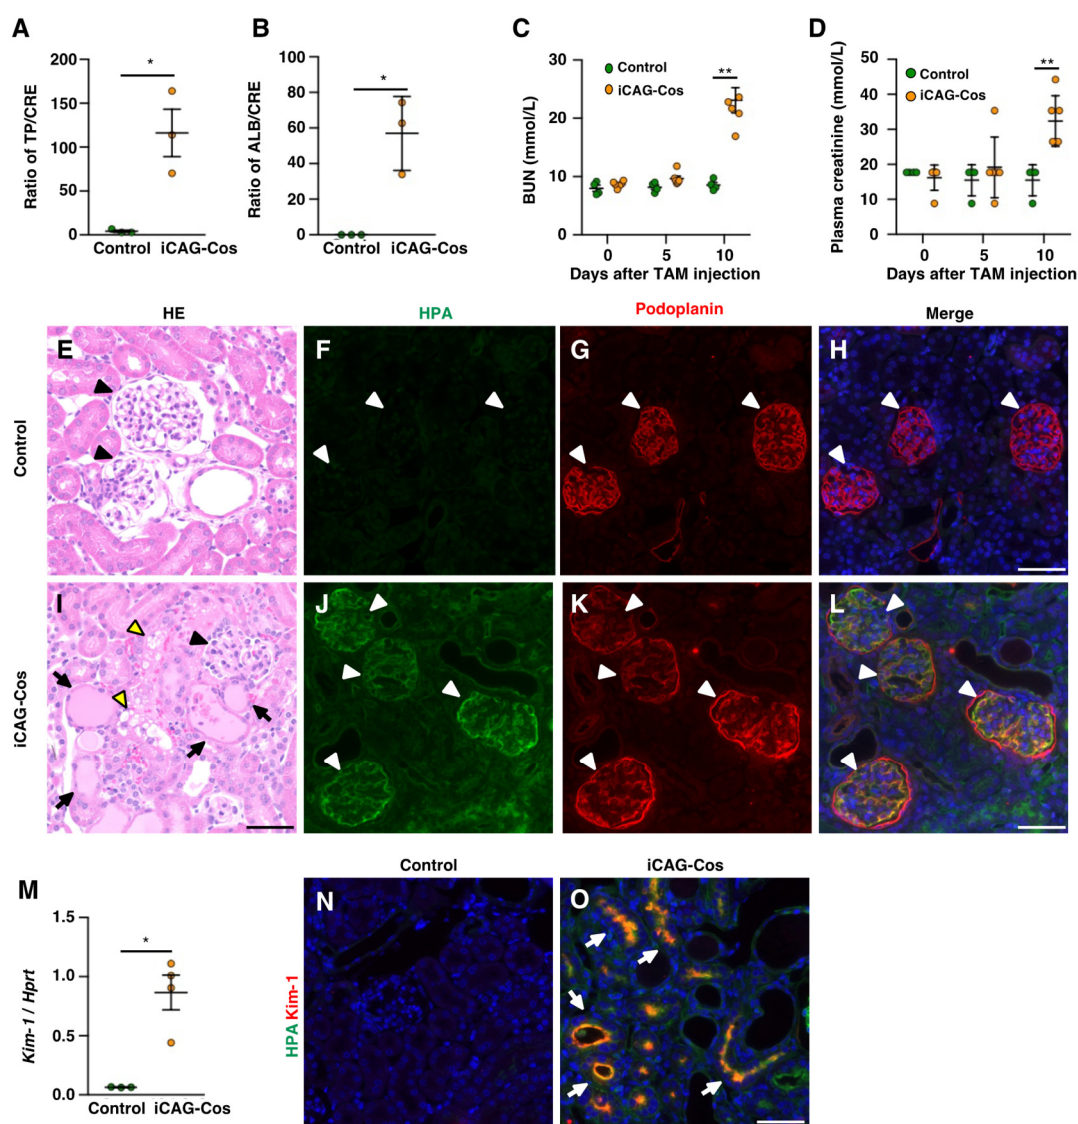 A
B
C
D
Ratio of TP/CRE
200
150
100
50
0
*
Control iCAG-Cos
Ratio of ALB/CRE
100
80
60
40
20
0
*
Control iCAG-Cos
BUN (mmol/L)
30
20
10
0
Control
iCAG-Cos
**
0 5 10
Days after TAM injection
Plasma creatinine (mmol/L)
50
40
30
20
10
0
Control
iCAG-Cos
**
0 5 10
Days after TAM injection
HE
HPA
Podoplanin
Merge
Control
E
F
G
H
iCAG-Cos
I
J
K
L
M
Kim-1 / Hprt
1.5
1.0
0.5
0.0
*
Control iCAG-Cos
Control
iCAG-Cos
HPA Kim-1
N
O